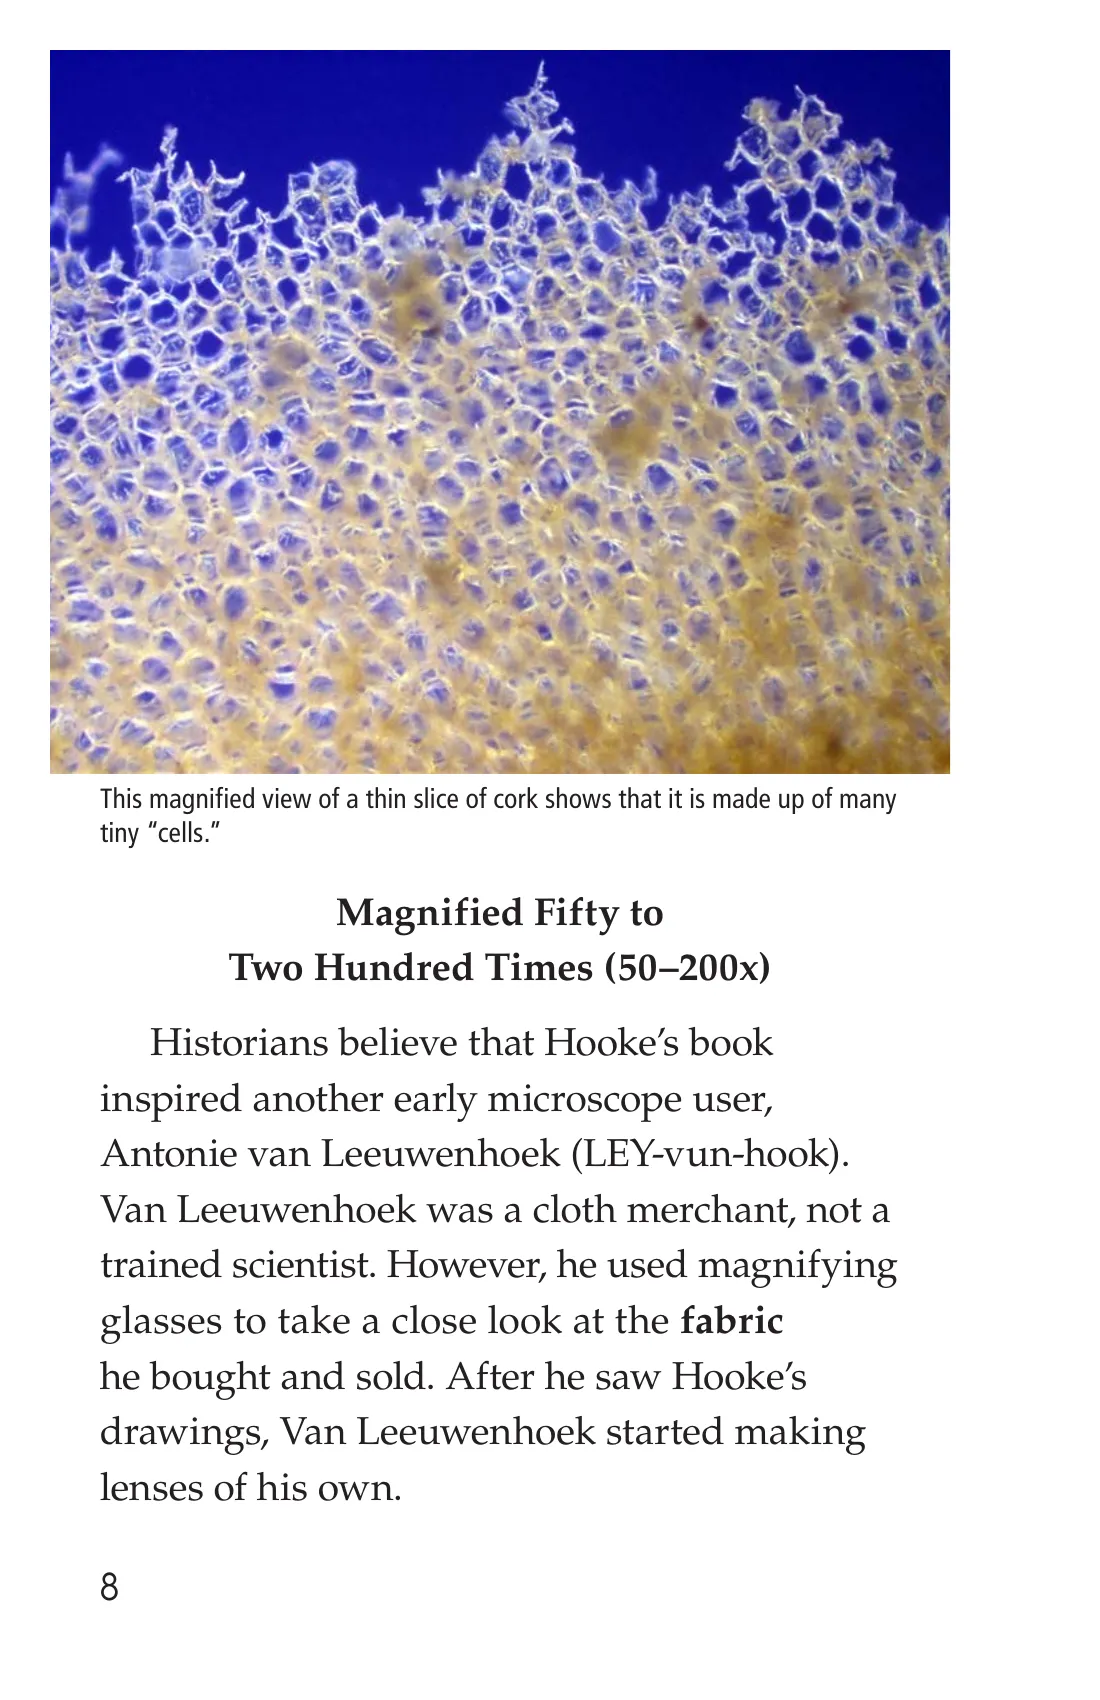 This magnified view of a thin slice of cork shows that it is made up of many
tiny “cells.”
Magnified Fifty to
Two Hundred Times (50–200x)
Historians believe that Hooke’s book
inspired another early microscope user,
Antonie van Leeuwenhoek (LEY-vun-hook).
Van Leeuwenhoek was a cloth merchant, not a
trained scientist. However, he used magnifying
glasses to take a close look at the fabric
he bought and sold. After he saw Hooke’s
drawings, Van Leeuwenhoek started making
lenses of his own.
8